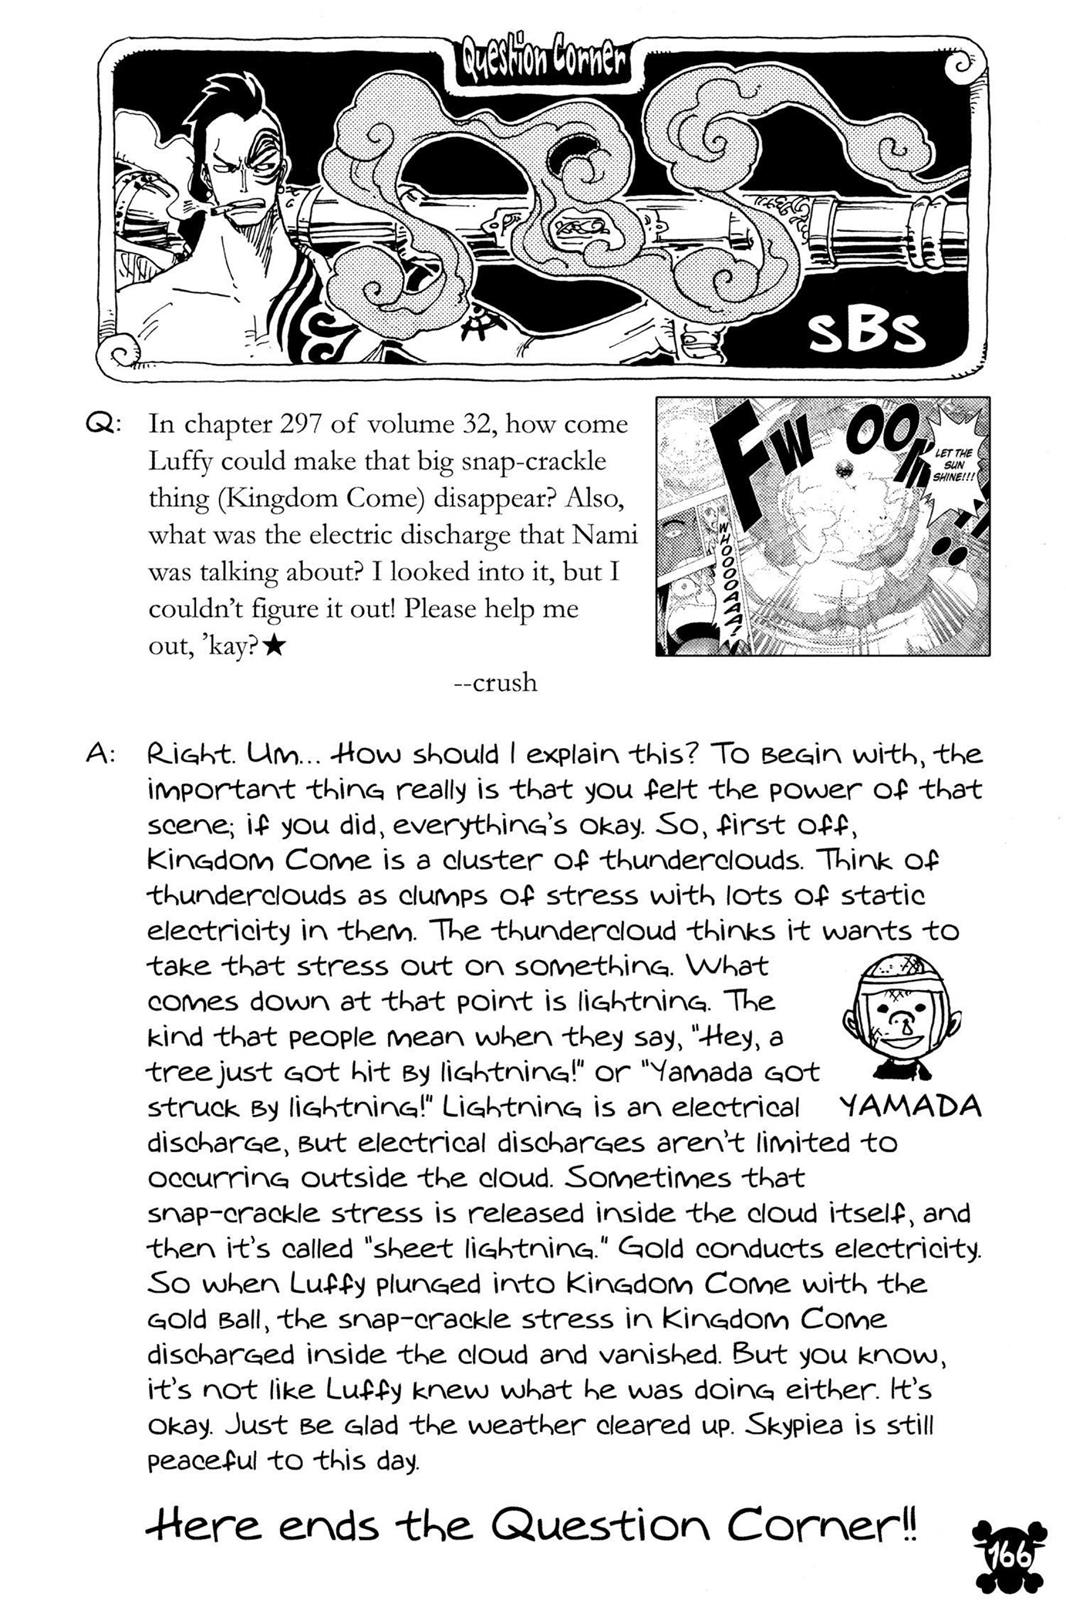 Question Corner
SBS
Q: In chapter 297 of volume 32, how come
Luffy could make that big snap-crackle
thing (Kingdom Come) disappear? Also,
what was the electric discharge that Nami
was talking about? I looked into it, but I
couldn't figure it out! Please help me
out, 'kay?★
--crush
FWOOM
LET THE
SUN
SHINE!!!
WHOOOAAA!
A: Right. Um... How should I explain this? To begin with, the
important thing really is that you felt the power of that
scene; if you did, everything's okay. So, first off,
Kingdom Come is a cluster of thunderclouds. Think of
thunderclouds as clumps of stress with lots of static
electricity in them. The thundercloud thinks it wants to
take that stress out on something. What
comes down at that point is lightning. The
kind that people mean when they say, "Hey, a
tree just got hit by lightning!" or "Yamada got
struck by lightning!" Lightning is an electrical
discharge, but electrical discharges aren't limited to
occurring outside the cloud. Sometimes that
snap-crackle stress is released inside the cloud itself, and
then it's called "sheet lightning." Gold conducts electricity.
So when Luffy plunged into Kingdom Come with the
gold ball, the snap-crackle stress in Kingdom Come
discharged inside the cloud and vanished. But you know,
it's not like Luffy knew what he was doing either. It's
okay. Just be glad the weather cleared up. Skypiea is still
peaceful to this day.
YAMADA
Here ends the Question Corner!!
166